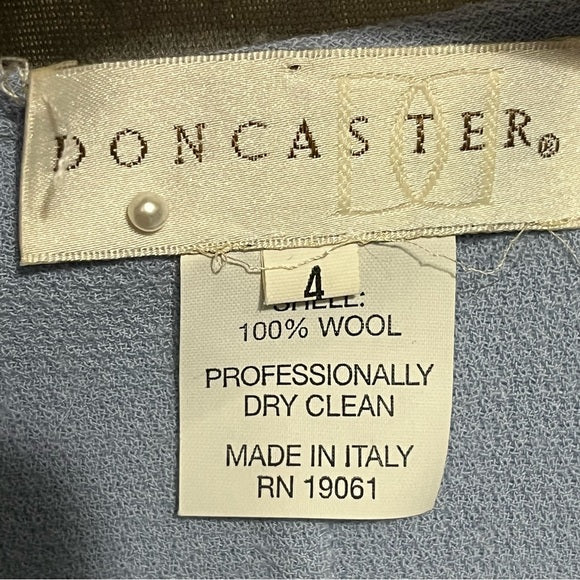 DONCASTER®
4
SHELL:
100% WOOL
PROFESSIONALLY
DRY CLEAN
MADE IN ITALY
RN 19061